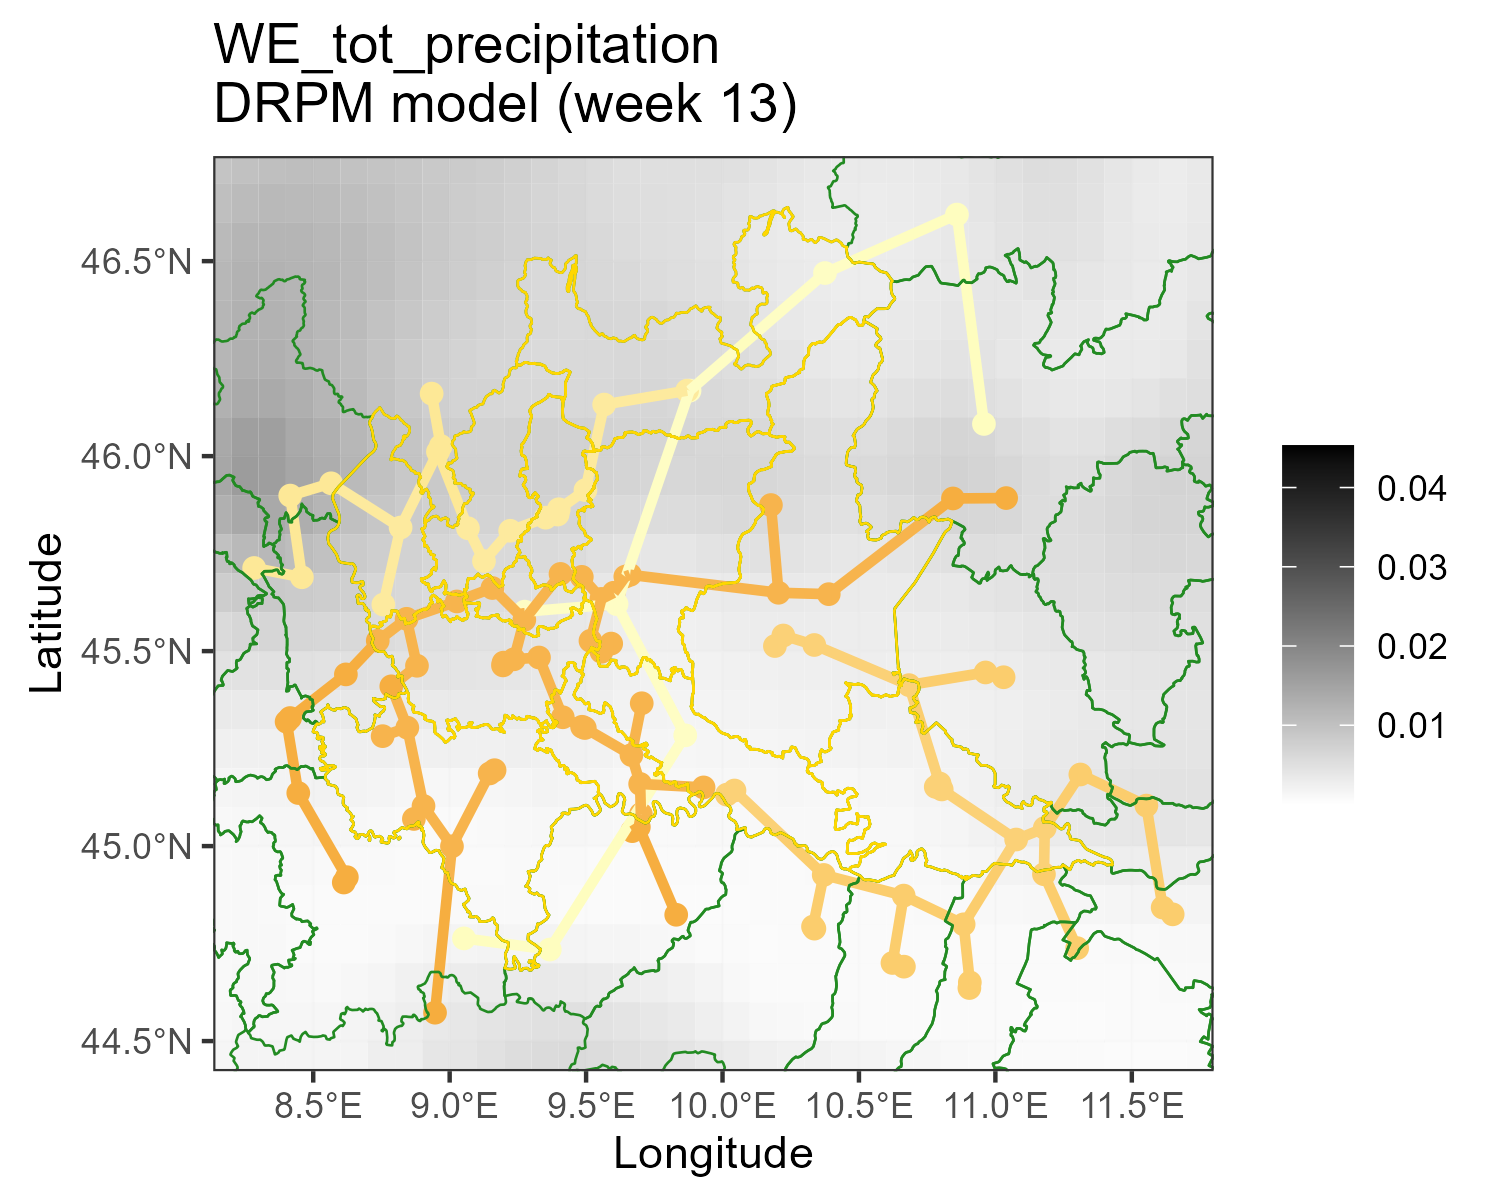 WE_tot_precipitation
DRPM model (week 13)
Latitude
46.5°N
46.0°N
45.5°N
45.0°N
44.5°N
8.5°E
9.0°E
9.5°E
10.0°E
10.5°E
11.0°E
11.5°E
Longitude
0.04
0.03
0.02
0.01